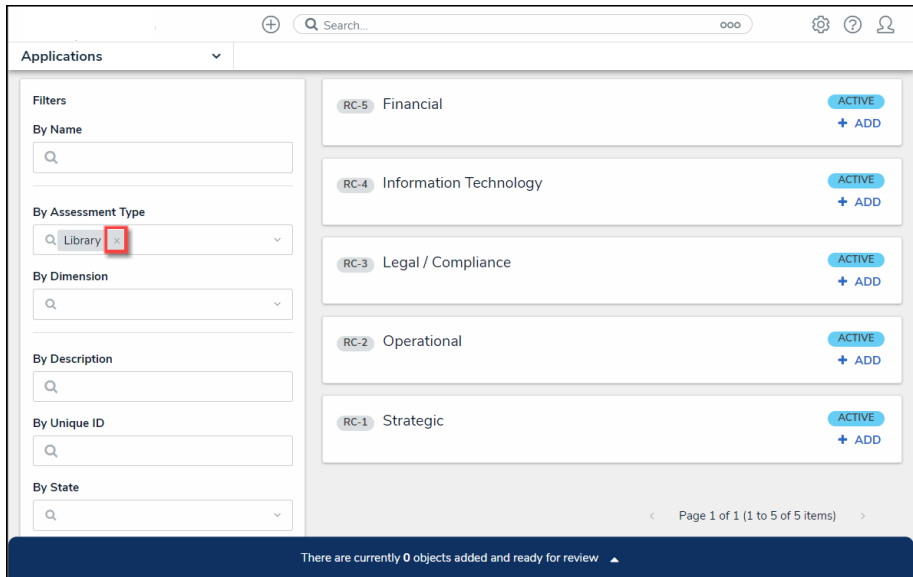 Search...
Applications
Filters
By Name
By Assessment Type
Library ×
By Dimension
By Description
By Unique ID
By State
RC-5 Financial ACTIVE
+ ADD
RC-4 Information Technology ACTIVE
+ ADD
RC-3 Legal / Compliance ACTIVE
+ ADD
RC-2 Operational ACTIVE
+ ADD
RC-1 Strategic ACTIVE
+ ADD
Page 1 of 1 (1 to 5 of 5 items)
There are currently 0 objects added and ready for review